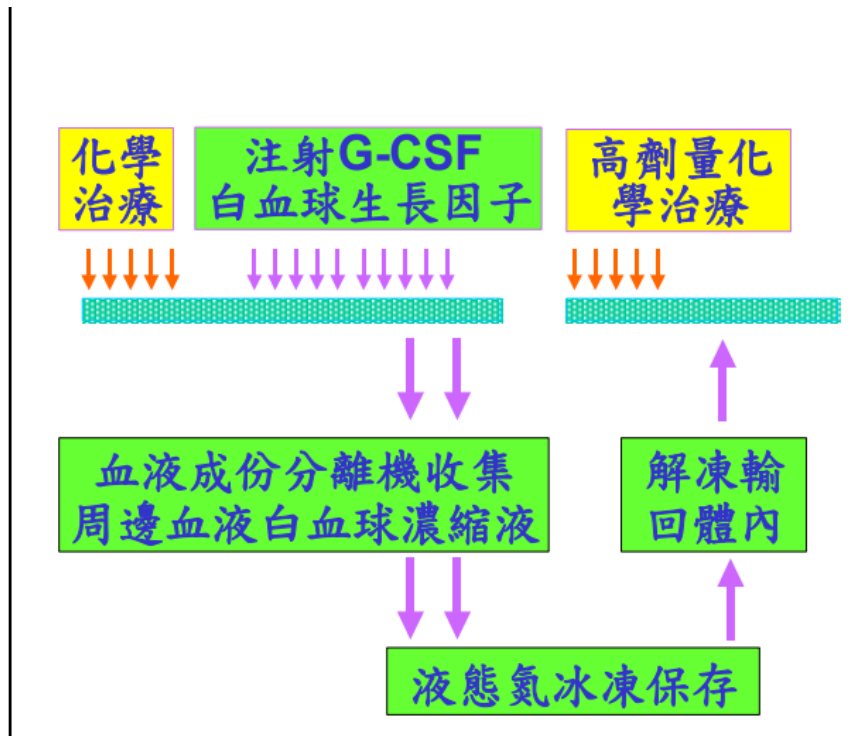 化學
治療
注射G-CSF
白血球生長因子
高劑量化
學治療
血液成份分離機收集
周邊血液白血球濃縮液
解凍輸
回體內
液態氮冰凍保存